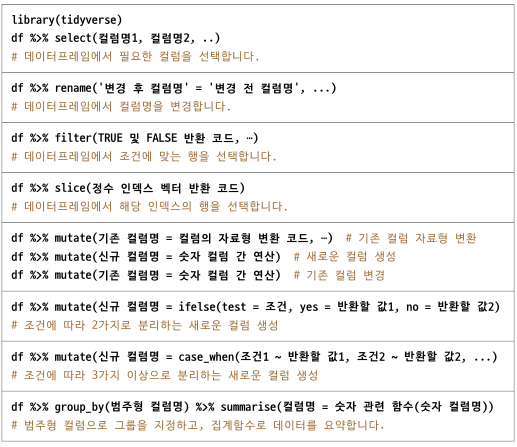 library(tidyverse)
df %>% select(컬럼명1, 컬럼명2, ..)
# 데이터프레임에서 필요한 컬럼을 선택합니다.
df %>% rename('변경 후 컬럼명' = '변경 전 컬럼명', ...)
# 데이터프레임에서 컬럼명을 변경합니다.
df %>% filter(TRUE 및 FALSE 반환 코드, …)
# 데이터프레임에서 조건에 맞는 행을 선택합니다.
df %>% slice(정수 인덱스 벡터 반환 코드)
# 데이터프레임에서 해당 인덱스의 행을 선택합니다.
df %>% mutate(기존 컬럼명 = 컬럼의 자료형 변환 코드, …) # 기존 컬럼 자료형 변환
df %>% mutate(신규 컬럼명 = 숫자 컬럼 간 연산) # 새로운 컬럼 생성
df %>% mutate(기존 컬럼명 = 숫자 컬럼 간 연산) # 기존 컬럼 변경
df %>% mutate(신규 컬럼명 = ifelse(test = 조건, yes = 반환할 값1, no = 반환할 값2)
# 조건에 따라 2가지로 분리하는 새로운 컬럼 생성
df %>% mutate(신규 컬럼명 = case_when(조건1 ~ 반환할 값1, 조건2 ~ 반환할 값2, ...)
# 조건에 따라 3가지 이상으로 분리하는 새로운 컬럼 생성
df %>% group_by(범주형 컬럼명) %>% summarise(컬럼명 = 숫자 관련 함수(숫자 컬럼명))
# 범주형 컬럼으로 그룹을 지정하고, 집계함수로 데이터를 요약합니다.